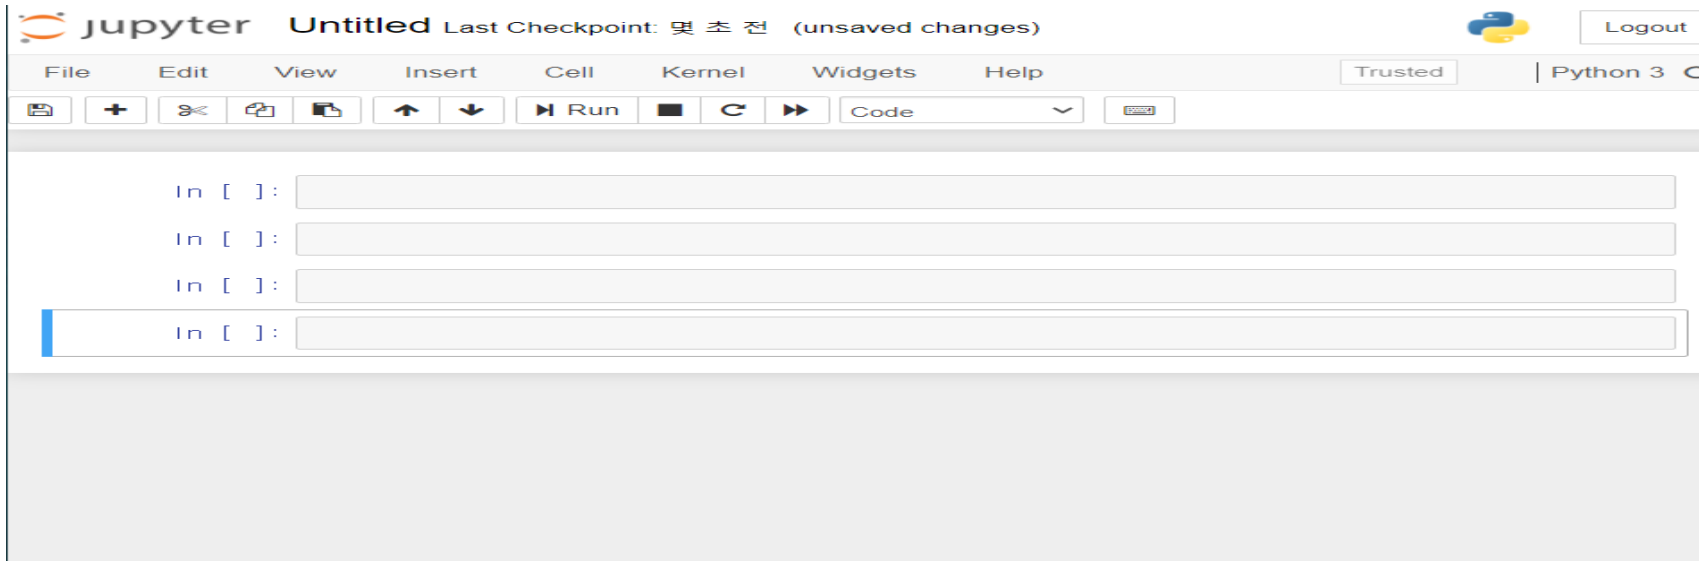 jupyter Untitled Last Checkpoint: 몇 초 전 (unsaved changes) Logout
File Edit View Insert Cell Kernel Widgets Help Trusted | Python 3
Run Code
In [ ]:
In [ ]:
In [ ]:
In [ ]: